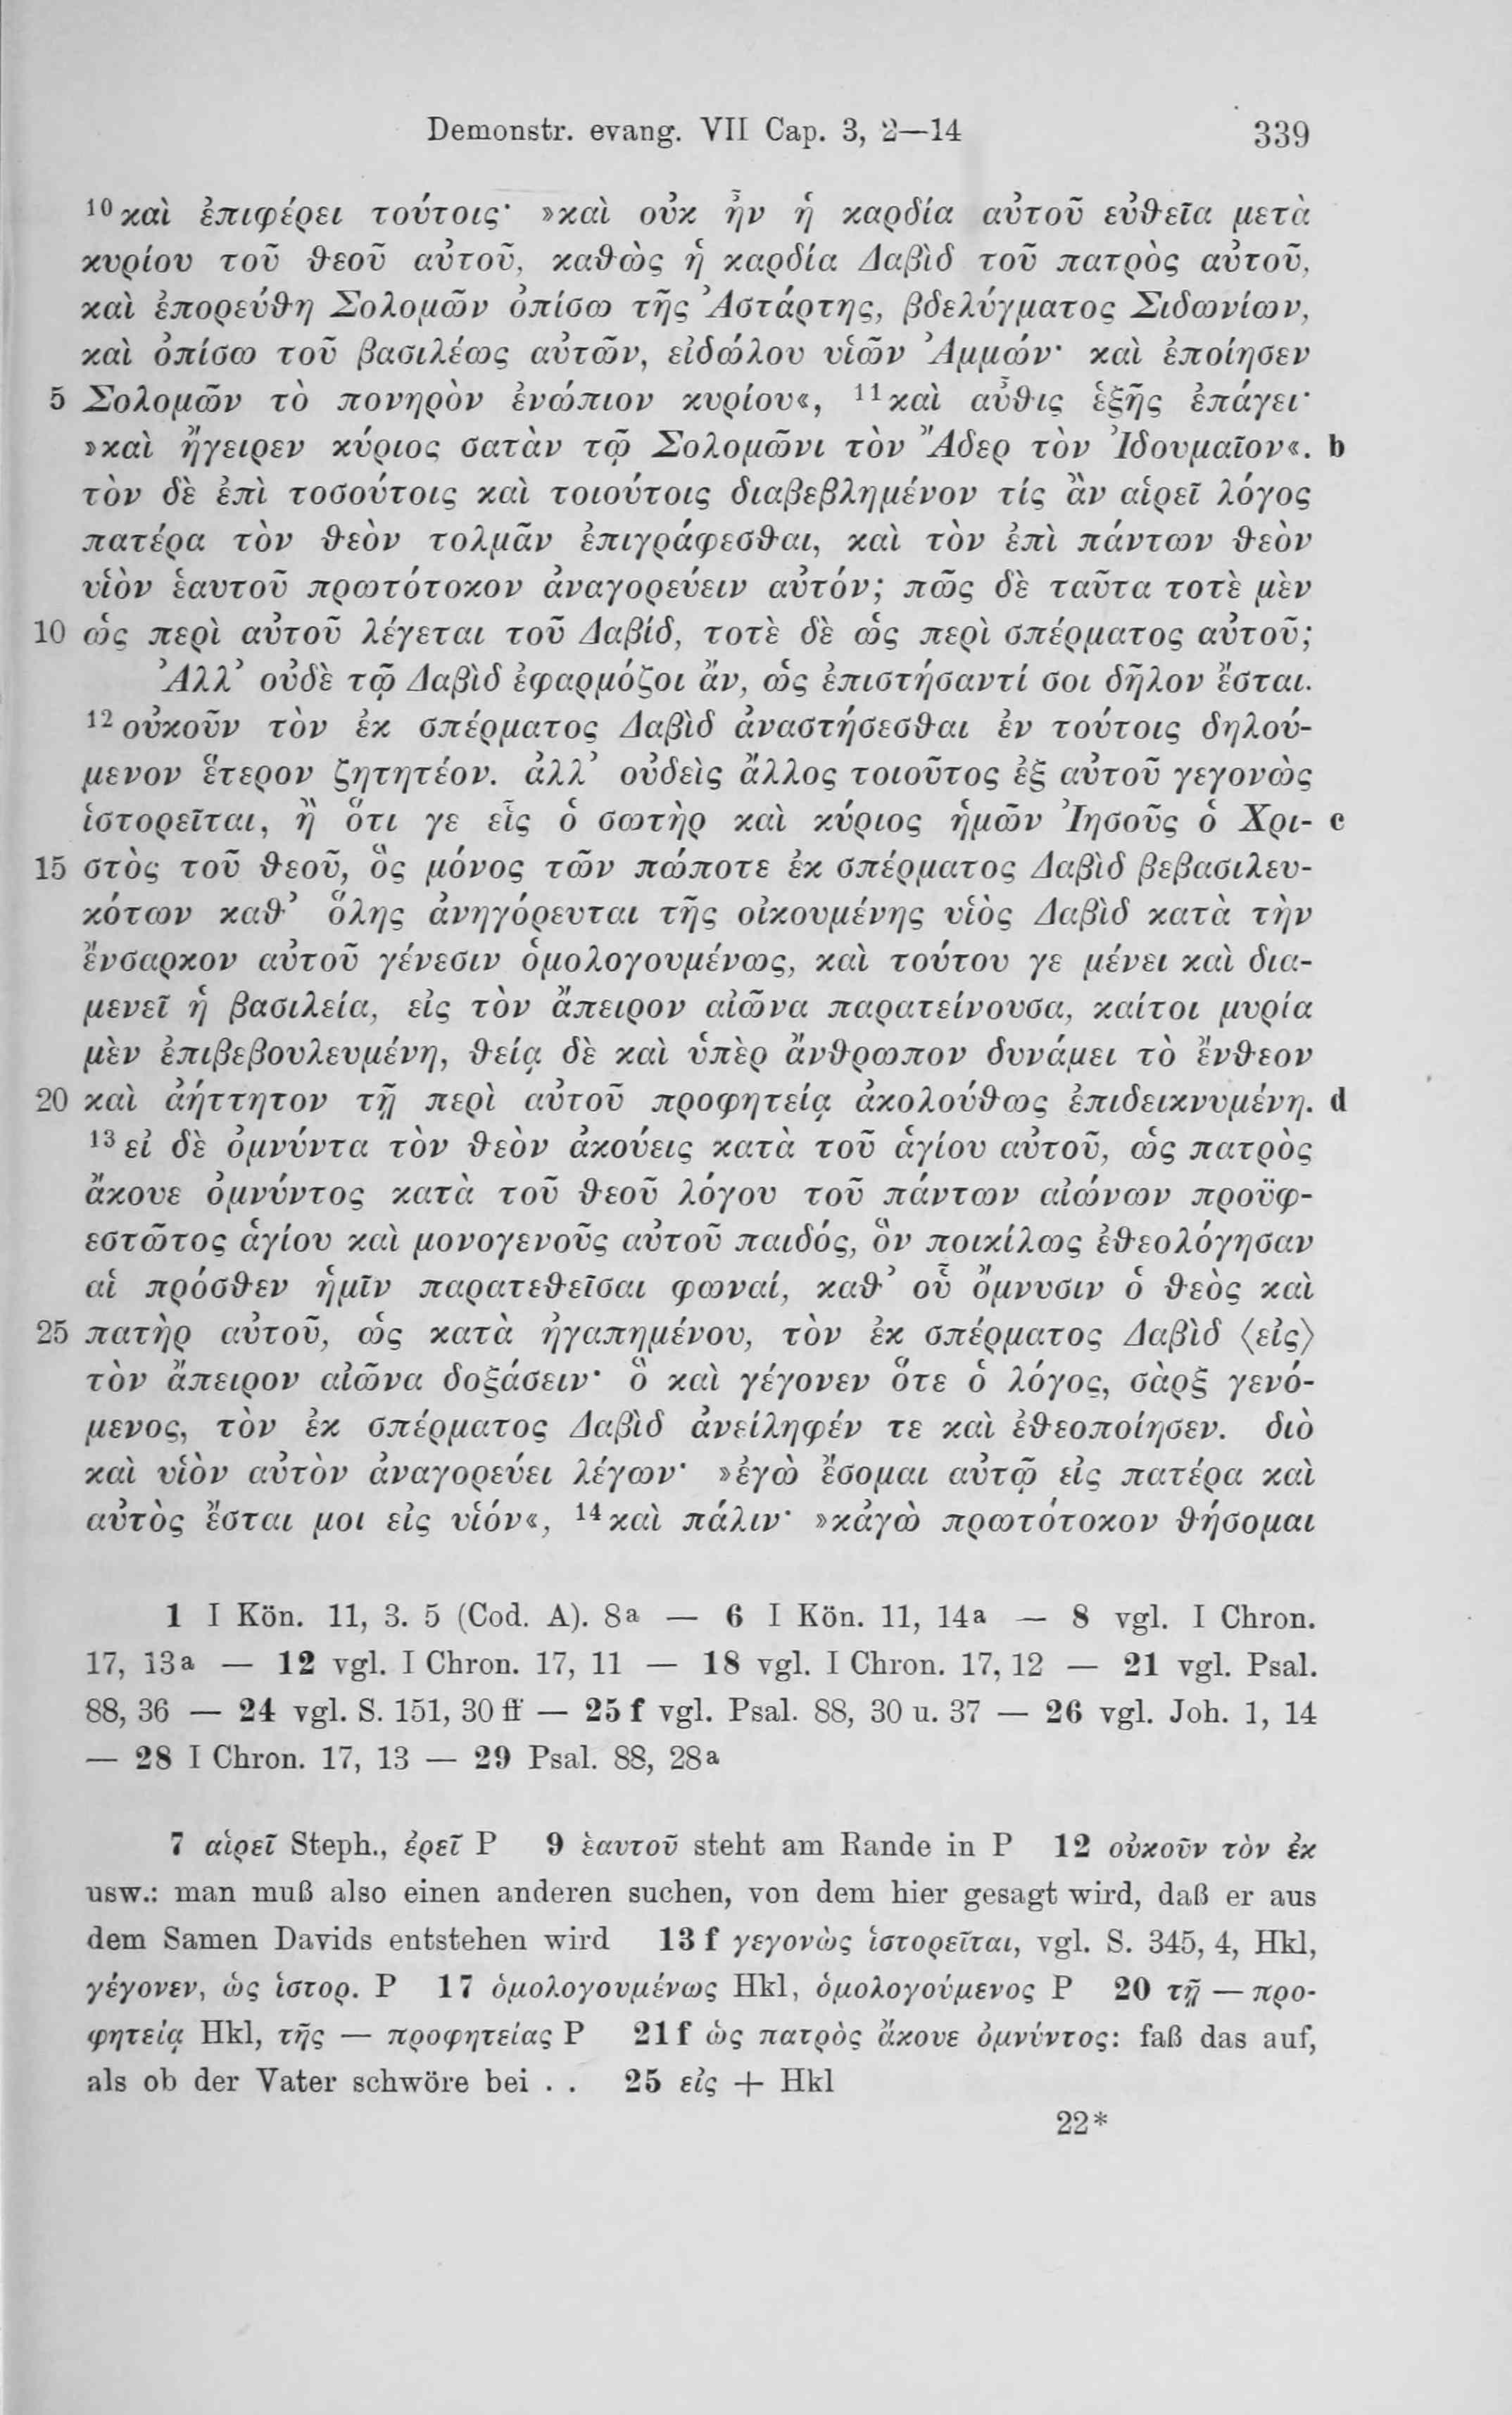 Demonstr. evang. VII Cap. 3, 2—14 339
¹⁰ καὶ ἐπιφέρει τούτοις· »καὶ οὐκ ἦν ἡ καρδία αὐτοῦ εὐθεῖα μετὰ
κυρίου τοῦ θεοῦ αὐτοῦ, καθὼς ἡ καρδία Δαβὶδ τοῦ πατρὸς αὐτοῦ,
καὶ ἐπορεύθη Σολομῶν ὀπίσω τῆς Ἀστάρτης, βδελύγματος Σιδωνίων,
καὶ ὀπίσω τοῦ βασιλέως αὐτῶν, εἰδώλου υἱῶν Ἀμμών· καὶ ἐποίησεν
5 Σολομῶν τὸ πονηρὸν ἐνώπιον κυρίου«, ¹¹ καὶ αὖθις ἑξῆς ἐπάγει·
»καὶ ἤγειρεν κύριος σατὰν τῷ Σολομῶνι τὸν Ἄδερ τὸν Ἰδουμαῖον«. b
τὸν δὲ ἐπὶ τοσούτοις καὶ τοιούτοις διαβεβλημένον τίς ἂν αἱρεῖ λόγος
πατέρα τὸν θεὸν τολμᾶν ἐπιγράφεσθαι, καὶ τὸν ἐπὶ πάντων θεὸν
υἱὸν ἑαυτοῦ πρωτότοκον ἀναγορεύειν αὐτόν; πῶς δὲ ταῦτα τοτὲ μὲν
10 ὡς περὶ αὐτοῦ λέγεται τοῦ Δαβίδ, τοτὲ δὲ ὡς περὶ σπέρματος αὐτοῦ;
Ἀλλ᾽ οὐδὲ τῷ Δαβὶδ ἐφαρμόζοι ἄν, ὡς ἐπιστήσαντί σοι δῆλον ἔσται.
¹² οὐκοῦν τὸν ἐκ σπέρματος Δαβὶδ ἀναστήσεσθαι ἐν τούτοις δηλού-
μενον ἕτερον ζητητέον. ἀλλ᾽ οὐδεὶς ἄλλος τοιοῦτος ἐξ αὐτοῦ γεγονὼς
ἱστορεῖται, ἢ ὅτι γε εἷς ὁ σωτὴρ καὶ κύριος ἡμῶν Ἰησοῦς ὁ Χρι- c
15 στὸς τοῦ θεοῦ, ὃς μόνος τῶν πώποτε ἐκ σπέρματος Δαβὶδ βεβασιλευ-
κότων καθ᾽ ὅλης ἀνηγόρευται τῆς οἰκουμένης υἱὸς Δαβὶδ κατὰ τὴν
ἔνσαρκον αὐτοῦ γένεσιν ὁμολογουμένως, καὶ τούτου γε μένει καὶ δια-
μενεῖ ἡ βασιλεία, εἰς τὸν ἄπειρον αἰῶνα παρατείνουσα, καίτοι μυρία
μὲν ἐπιβεβουλευμένη, θείᾳ δὲ καὶ ὑπὲρ ἄνθρωπον δυνάμει τὸ ἔνθεον
20 καὶ ἀήττητον τῇ περὶ αὐτοῦ προφητείᾳ ἀκολούθως ἐπιδεικνυμένη. d
¹³ εἰ δὲ ὀμνύντα τὸν θεὸν ἀκούεις κατὰ τοῦ ἁγίου αὐτοῦ, ὡς πατρὸς
ἄκουε ὀμνύντος κατὰ τοῦ θεοῦ λόγου τοῦ πάντων αἰώνων προϋφ-
εστῶτος ἁγίου καὶ μονογενοῦς αὐτοῦ παιδός, ὃν ποικίλως ἐθεολόγησαν
αἱ πρόσθεν ἡμῖν παρατεθεῖσαι φωναί, καθ᾽ οὗ ὄμνυσιν ὁ θεὸς καὶ
25 πατὴρ αὐτοῦ, ὡς κατὰ ἠγαπημένου, τὸν ἐκ σπέρματος Δαβὶδ ⟨εἰς⟩
τὸν ἄπειρον αἰῶνα δοξάσειν· ὃ καὶ γέγονεν ὅτε ὁ λόγος, σὰρξ γενό-
μενος, τὸν ἐκ σπέρματος Δαβὶδ ἀνείληφέν τε καὶ ἐθεοποίησεν. διὸ
καὶ υἱὸν αὐτὸν ἀναγορεύει λέγων· »ἐγὼ ἔσομαι αὐτῷ εἰς πατέρα καὶ
αὐτὸς ἔσται μοι εἰς υἱόν«, ¹⁴ καὶ πάλιν· »κἀγὼ πρωτότοκον θήσομαι
1 I Kön. 11, 3. 5 (Cod. A). 8a — 6 I Kön. 11, 14a — 8 vgl. I Chron.
17, 13a — 12 vgl. I Chron. 17, 11 — 18 vgl. I Chron. 17, 12 — 21 vgl. Psal.
88, 36 — 24 vgl. S. 151, 30 ff — 25 f vgl. Psal. 88, 30 u. 37 — 26 vgl. Joh. 1, 14
— 28 I Chron. 17, 13 — 29 Psal. 88, 28a
7 αἱρεῖ Steph., ἐρεῖ P 9 ἑαυτοῦ steht am Rande in P 12 οὐκοῦν τὸν ἐκ
usw.: man muß also einen anderen suchen, von dem hier gesagt wird, daß er aus
dem Samen Davids entstehen wird 13 f γεγονὼς ἱστορεῖται, vgl. S. 345, 4, Hkl,
γέγονεν, ὡς ἱστορ. P 17 ὁμολογουμένως Hkl, ὁμολογούμενος P 20 τῇ — προ-
φητείᾳ Hkl, τῆς — προφητείας P 21 f ὡς πατρὸς ἄκουε ὀμνύντος: faß das auf,
als ob der Vater schwöre bei . . 25 εἰς + Hkl
22*